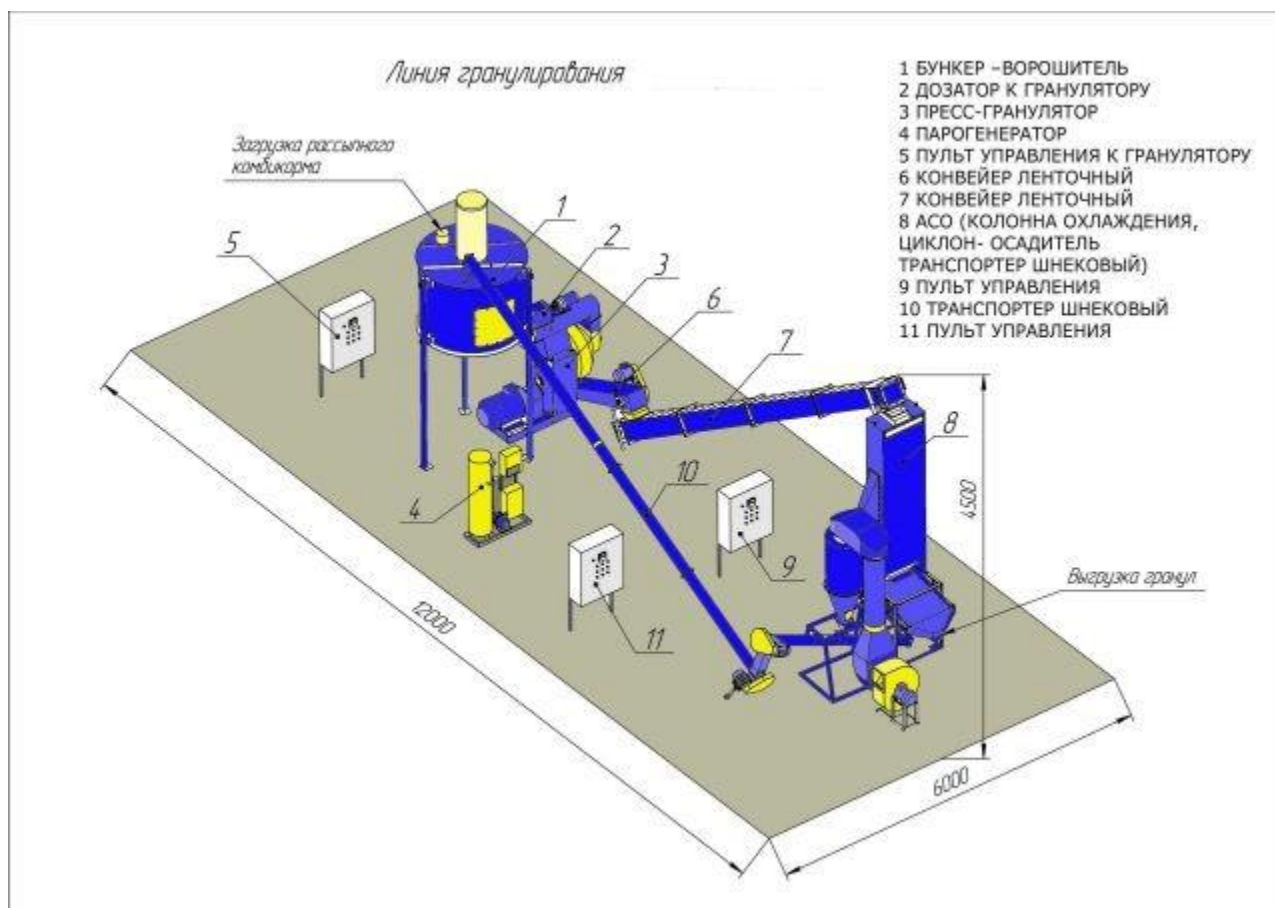 Линия гранулирования
1 БУНКЕР –ВОРОШИТЕЛЬ
2 ДОЗАТОР К ГРАНУЛЯТОРУ
3 ПРЕСС-ГРАНУЛЯТОР
4 ПАРОГЕНЕРАТОР
5 ПУЛЬТ УПРАВЛЕНИЯ К ГРАНУЛЯТОРУ
6 КОНВЕЙЕР ЛЕНТОЧНЫЙ
7 КОНВЕЙЕР ЛЕНТОЧНЫЙ
8 АСО (КОЛОННА ОХЛАЖДЕНИЯ,
ЦИКЛОН- ОСАДИТЕЛЬ
ТРАНСПОРТЕР ШНЕКОВЫЙ)
9 ПУЛЬТ УПРАВЛЕНИЯ
10 ТРАНСПОРТЕР ШНЕКОВЫЙ
11 ПУЛЬТ УПРАВЛЕНИЯ
Загрузка рассыпного
комбикорма
1
2
3
5
6
7
8
4
10
9
11
4500
Выгрузка гранул
12000
6000